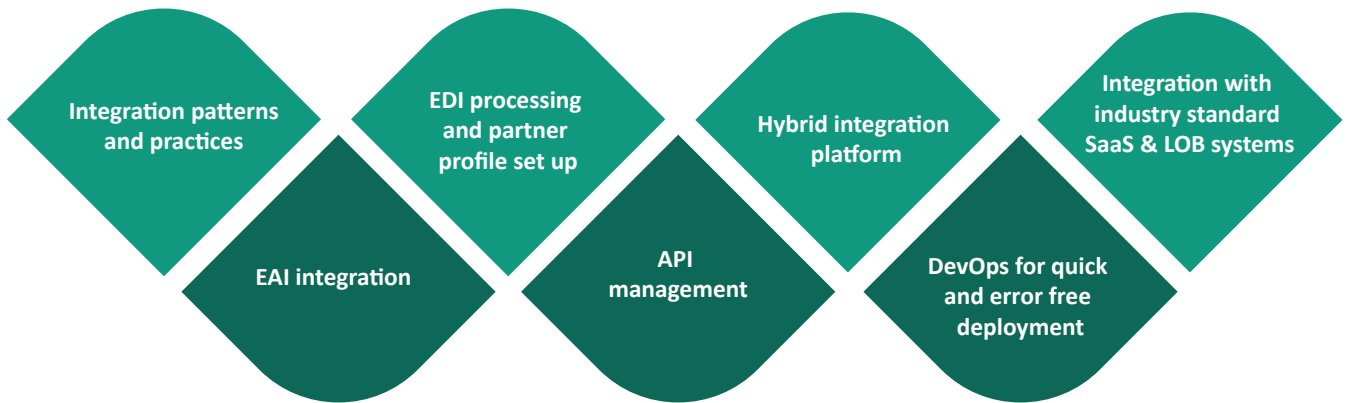 Integration patterns
and practices
EAI integration
EDI processing
and partner
profile set up
API
management
Hybrid integration
platform
DevOps for quick
and error free
deployment
Integration with
industry standard
SaaS & LOB systems